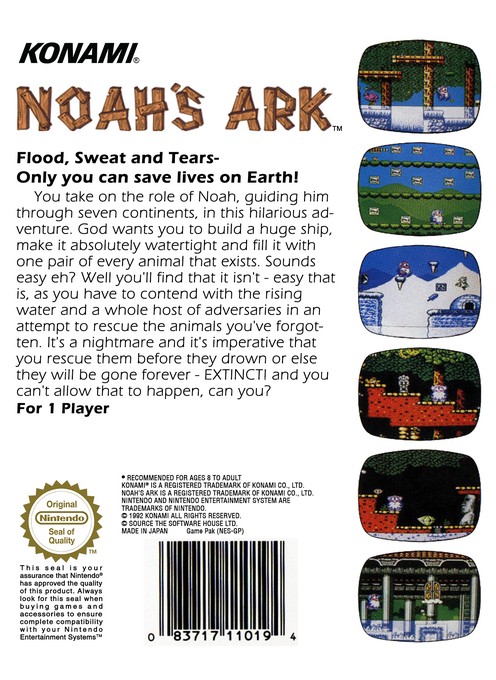 KONAMI®
NOAH'S ARK™
Flood, Sweat and Tears-
Only you can save lives on Earth!
You take on the role of Noah, guiding him
through seven continents, in this hilarious ad-
venture. God wants you to build a huge ship,
make it absolutely watertight and fill it with
one pair of every animal that exists. Sounds
easy eh? Well you'll find that it isn't - easy that
is, as you have to contend with the rising
water and a whole host of adversaries in an
attempt to rescue the animals you've forgot-
ten. It's a nightmare and it's imperative that
you rescue them before they drown or else
they will be gone forever - EXTINCT! and you
can't allow that to happen, can you?
For 1 Player
• RECOMMENDED FOR AGES 8 TO ADULT
KONAMI® IS A REGISTERED TRADEMARK OF KONAMI CO., LTD.
NOAH'S ARK IS A REGISTERED TRADEMARK OF KONAMI CO., LTD.
NINTENDO AND NINTENDO ENTERTAINMENT SYSTEM ARE
TRADEMARKS OF NINTENDO.
© 1992 KONAMI ALL RIGHTS RESERVED.
© SOURCE THE SOFTWARE HOUSE LTD.
MADE IN JAPAN Game Pak (NES-GP)
Original
Nintendo
Seal of
Quality
TM
This seal is your
assurance that Nintendo®
has approved the quality
of this product. Always
look for this seal when
buying games and
accessories to ensure
complete compatibility
with your Nintendo
Entertainment System™
0 83717 11019 4